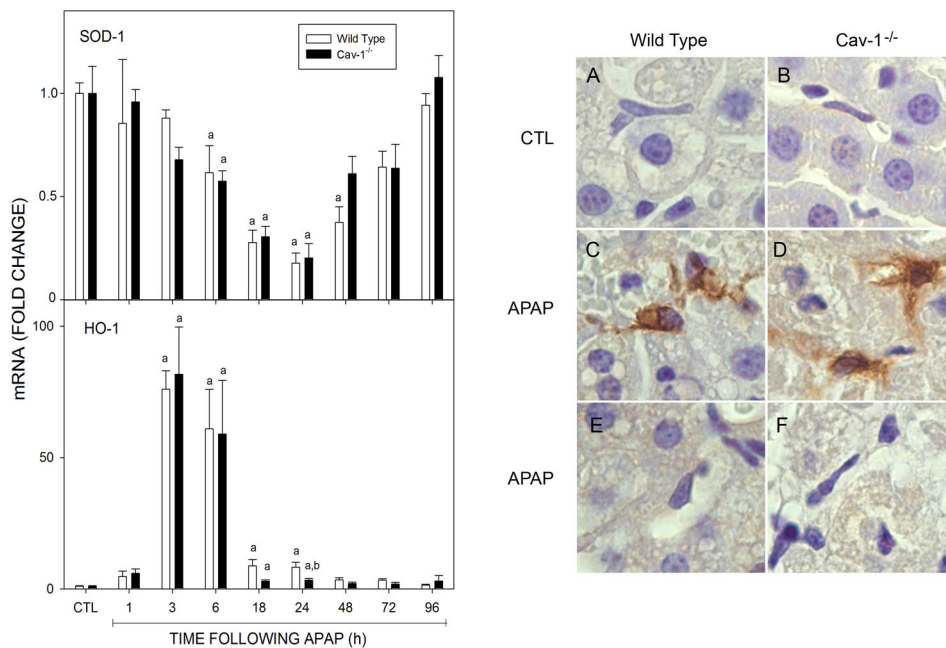 SOD-1
Wild Type
Cav-1-/-
1.0
0.5
0
a a
a a
a a
a
mRNA (FOLD CHANGE)
HO-1
100
50
0
a a
a a
a a
a a,b
CTL 1 3 6 18 24 48 72 96
TIME FOLLOWING APAP (h)
Wild Type Cav-1-/-
CTL A B
APAP C D
APAP E F